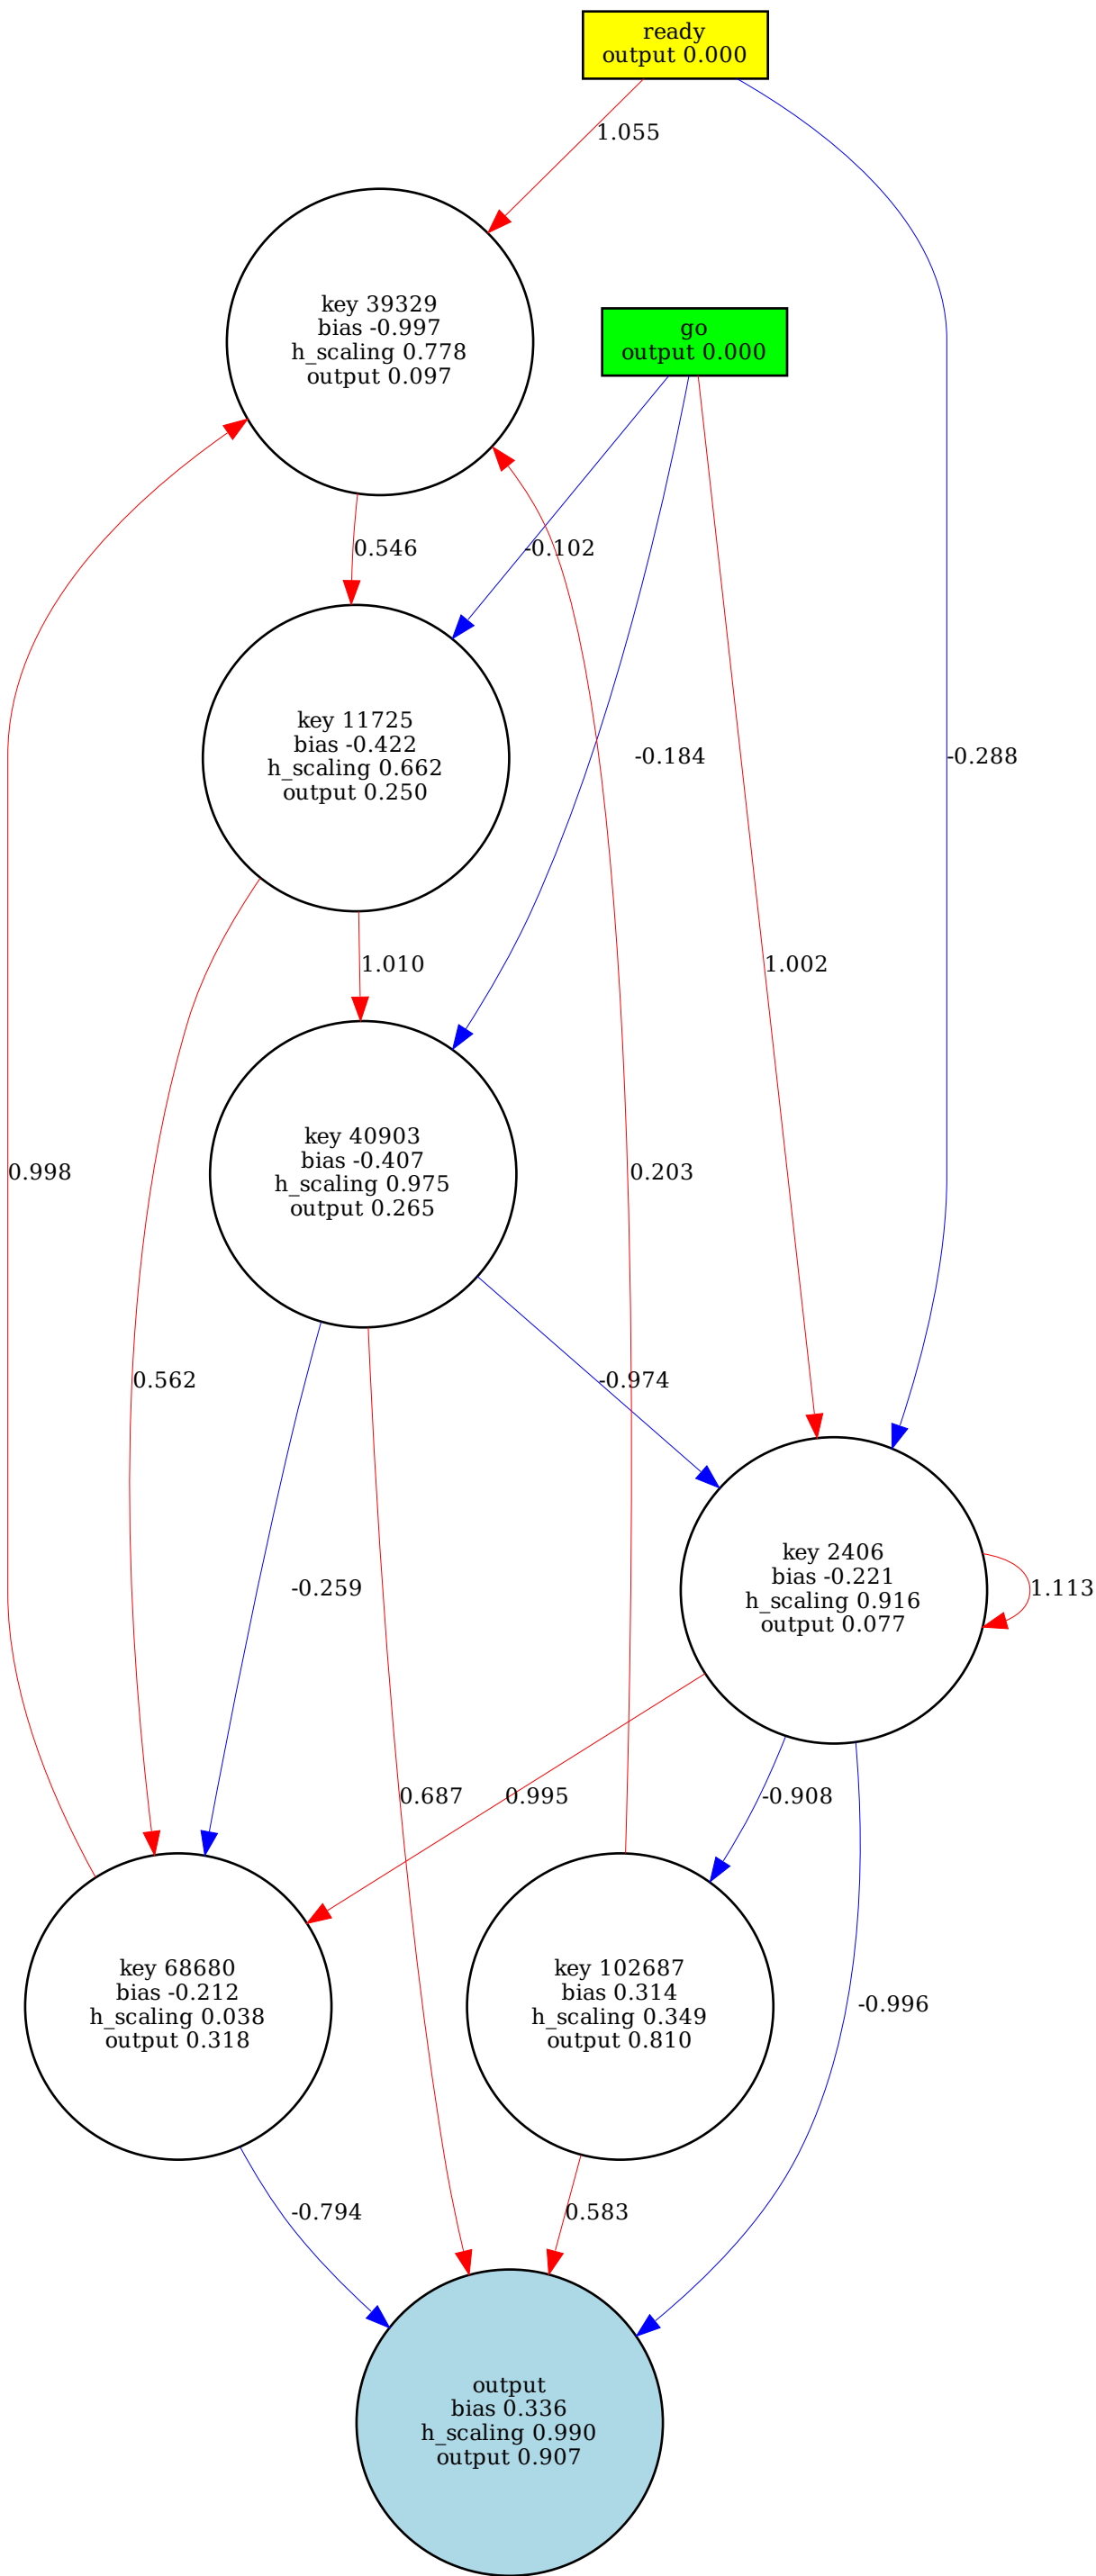 ready
output 0.000
1.055
key 39329
bias -0.997
h_scaling 0.778
output 0.097
go
output 0.000
0.546
-0.102
key 11725
bias -0.422
h_scaling 0.662
output 0.250
-0.184
-0.288
1.010
1.002
key 40903
bias -0.407
h_scaling 0.975
output 0.265
0.998
0.203
0.562
-0.974
key 2406
bias -0.221
h_scaling 0.916
output 0.077
-0.259
1.113
0.687
0.995
-0.908
key 68680
bias -0.212
h_scaling 0.038
output 0.318
key 102687
bias 0.314
h_scaling 0.349
output 0.810
-0.996
-0.794
0.583
output
bias 0.336
h_scaling 0.990
output 0.907